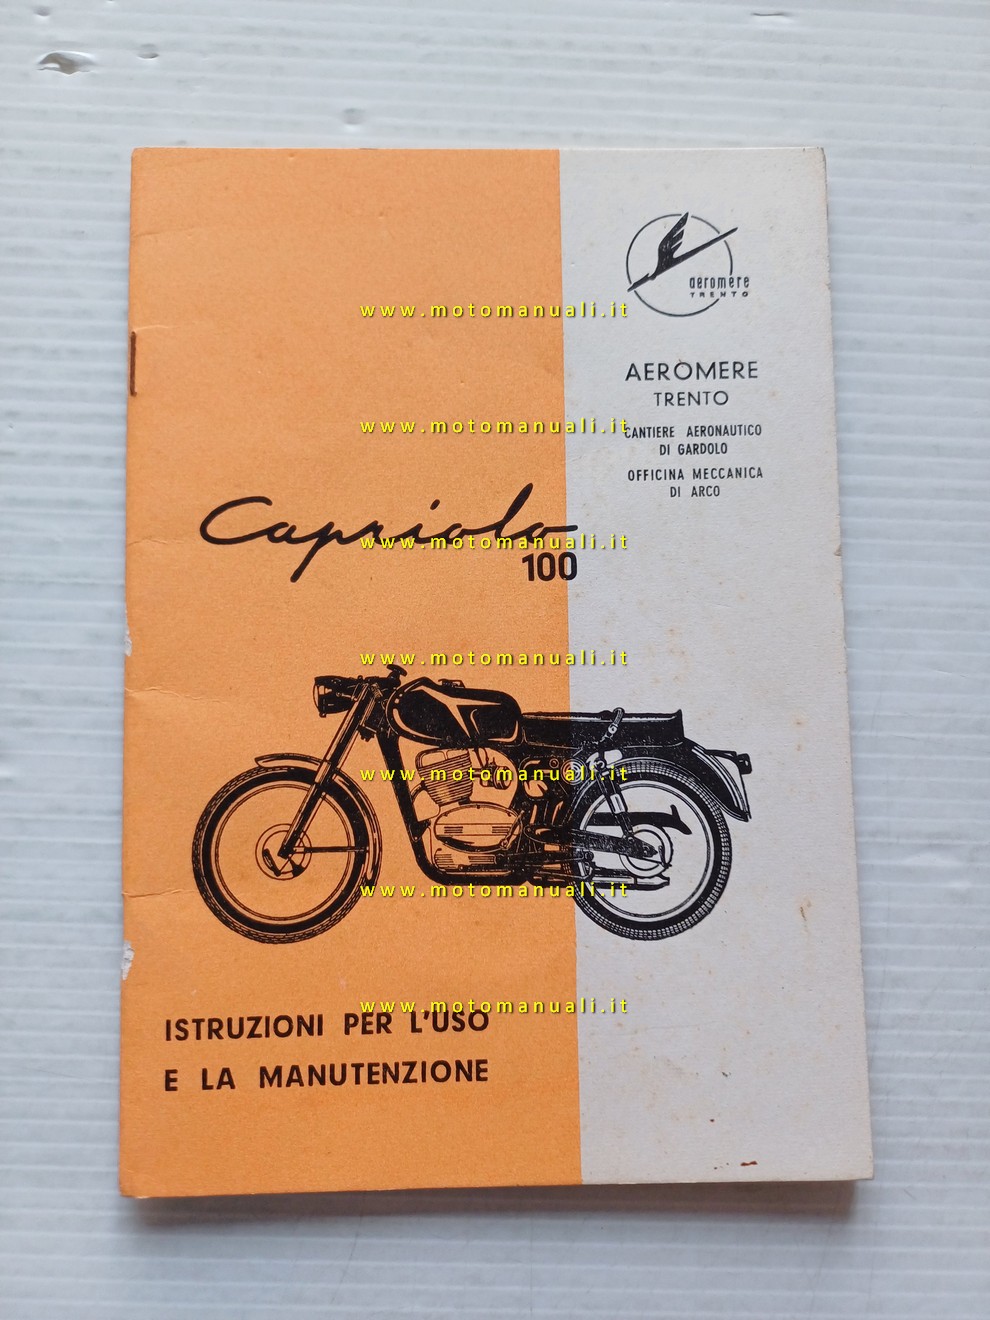 aeromere
TRENTO
www.motomanuali.it
AEROMERE
TRENTO
www.motomanuali.it
CANTIERE AERONAUTICO
DI GARDOLO
OFFICINA MECCANICA
DI ARCO
Capriolo
www.motomanuali.it
100
www.motomanuali.it
www.motomanuali.it
www.motomanuali.it
www.motomanuali.it
ISTRUZIONI PER L'USO
E LA MANUTENZIONE